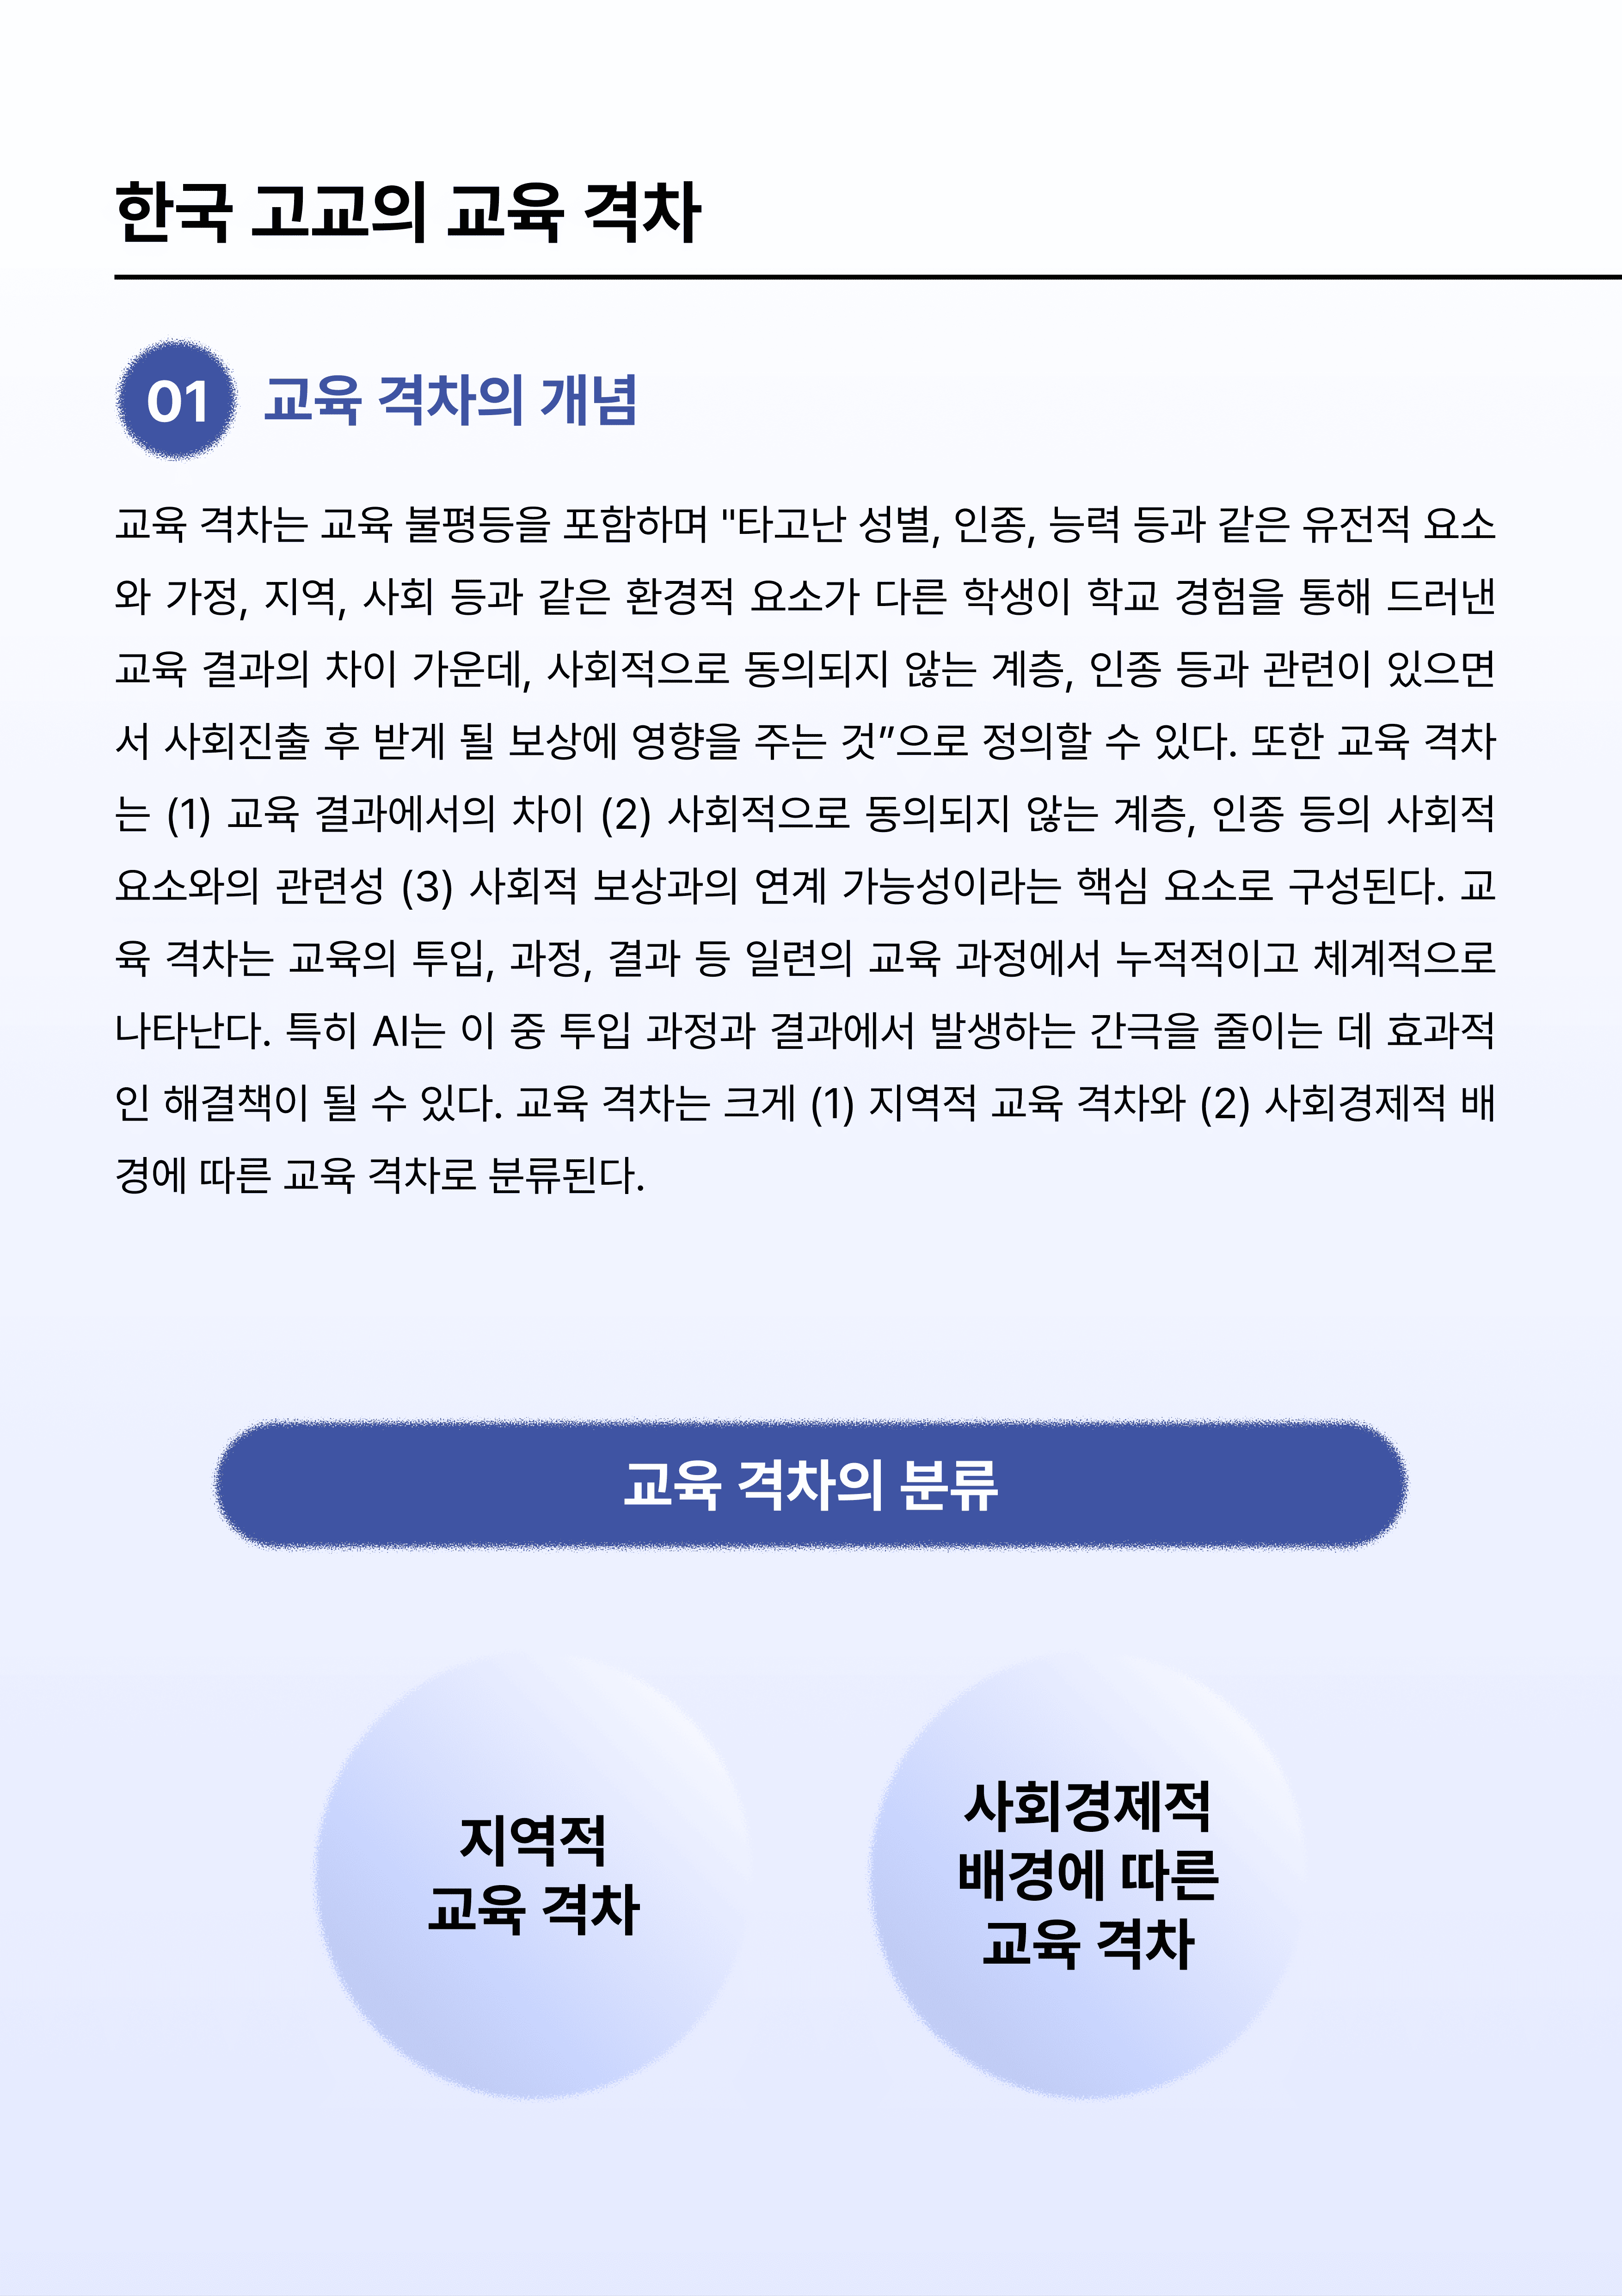 한국 고교의 교육 격차
01 교육 격차의 개념
교육 격차는 교육 불평등을 포함하며 "타고난 성별, 인종, 능력 등과 같은 유전적 요소
와 가정, 지역, 사회 등과 같은 환경적 요소가 다른 학생이 학교 경험을 통해 드러낸
교육 결과의 차이 가운데, 사회적으로 동의되지 않는 계층, 인종 등과 관련이 있으면
서 사회진출 후 받게 될 보상에 영향을 주는 것”으로 정의할 수 있다. 또한 교육 격차
는 (1) 교육 결과에서의 차이 (2) 사회적으로 동의되지 않는 계층, 인종 등의 사회적
요소와의 관련성 (3) 사회적 보상과의 연계 가능성이라는 핵심 요소로 구성된다. 교
육 격차는 교육의 투입, 과정, 결과 등 일련의 교육 과정에서 누적적이고 체계적으로
나타난다. 특히 AI는 이 중 투입 과정과 결과에서 발생하는 간극을 줄이는 데 효과적
인 해결책이 될 수 있다. 교육 격차는 크게 (1) 지역적 교육 격차와 (2) 사회경제적 배
경에 따른 교육 격차로 분류된다.
교육 격차의 분류
지역적
교육 격차
사회경제적
배경에 따른
교육 격차